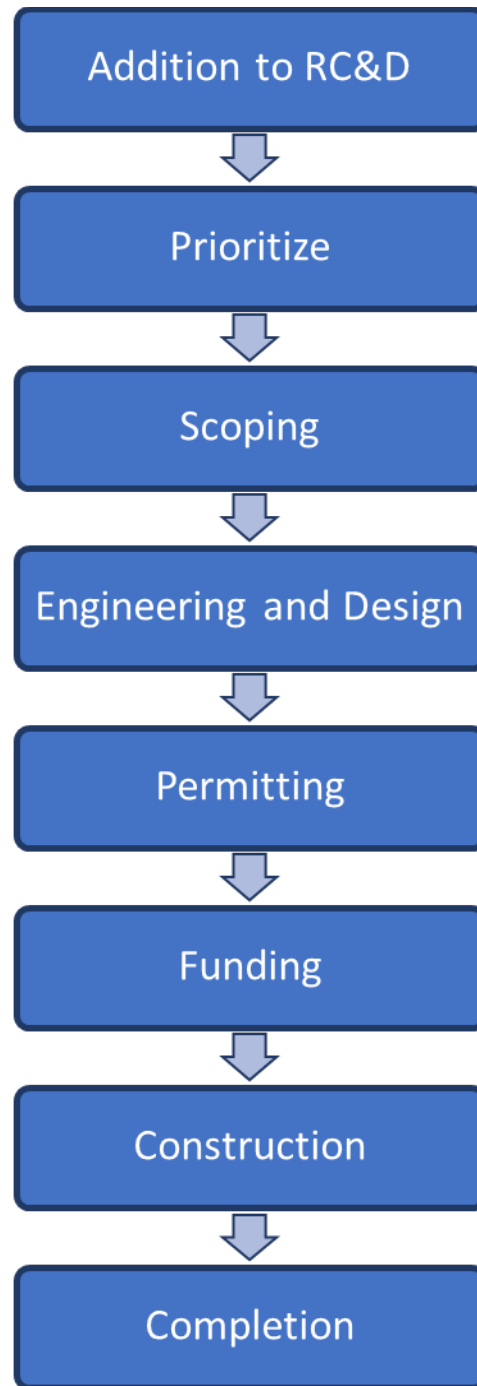 Addition to RC&D
Prioritize
Scoping
Engineering and Design
Permitting
Funding
Construction
Completion